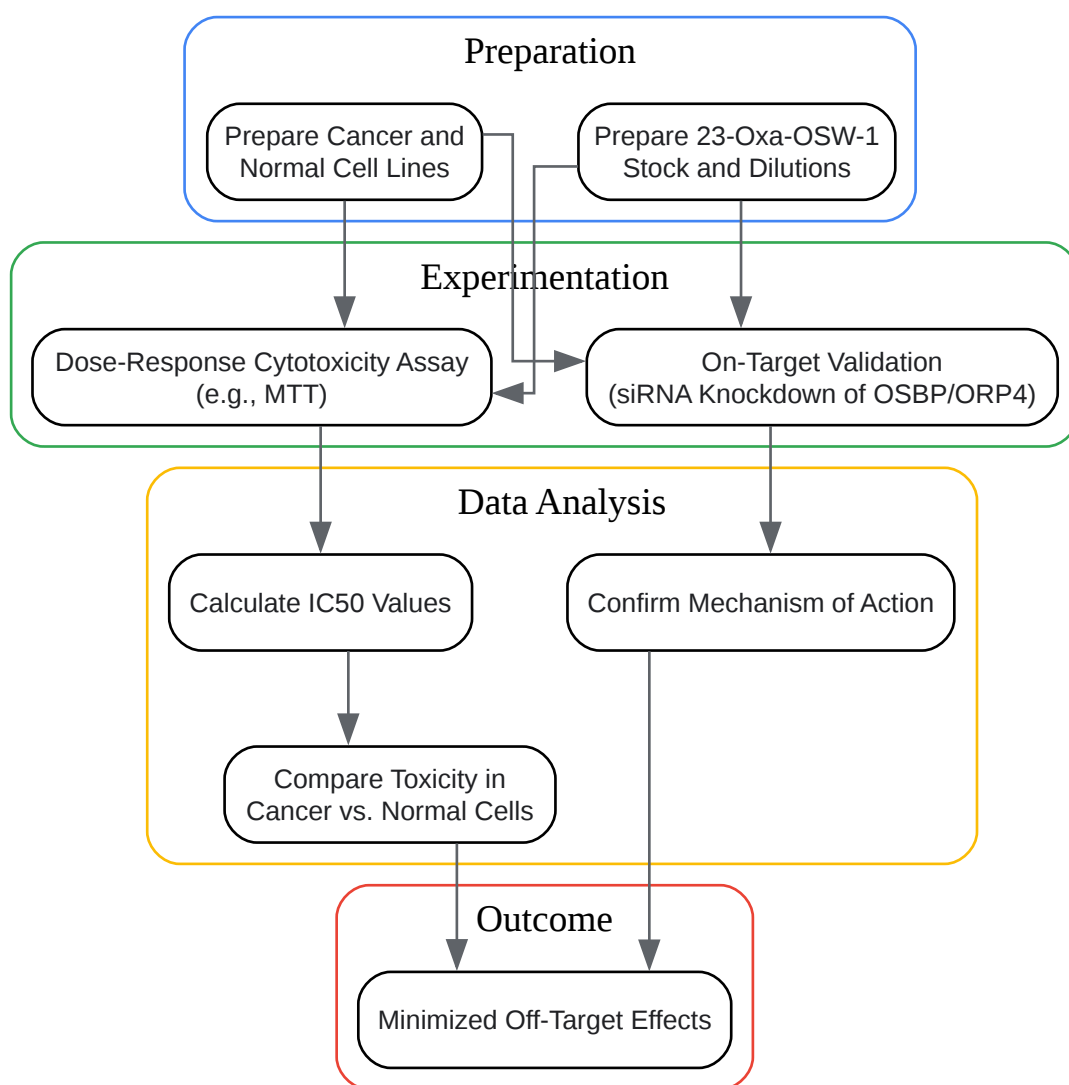 Preparation
Prepare Cancer and
Normal Cell Lines
Prepare 23-Oxa-OSW-1
Stock and Dilutions
Experimentation
Dose-Response Cytotoxicity Assay
(e.g., MTT)
On-Target Validation
(siRNA Knockdown of OSBP/ORP4)
Data Analysis
Calculate IC50 Values
Confirm Mechanism of Action
Compare Toxicity in
Cancer vs. Normal Cells
Outcome
Minimized Off-Target Effects